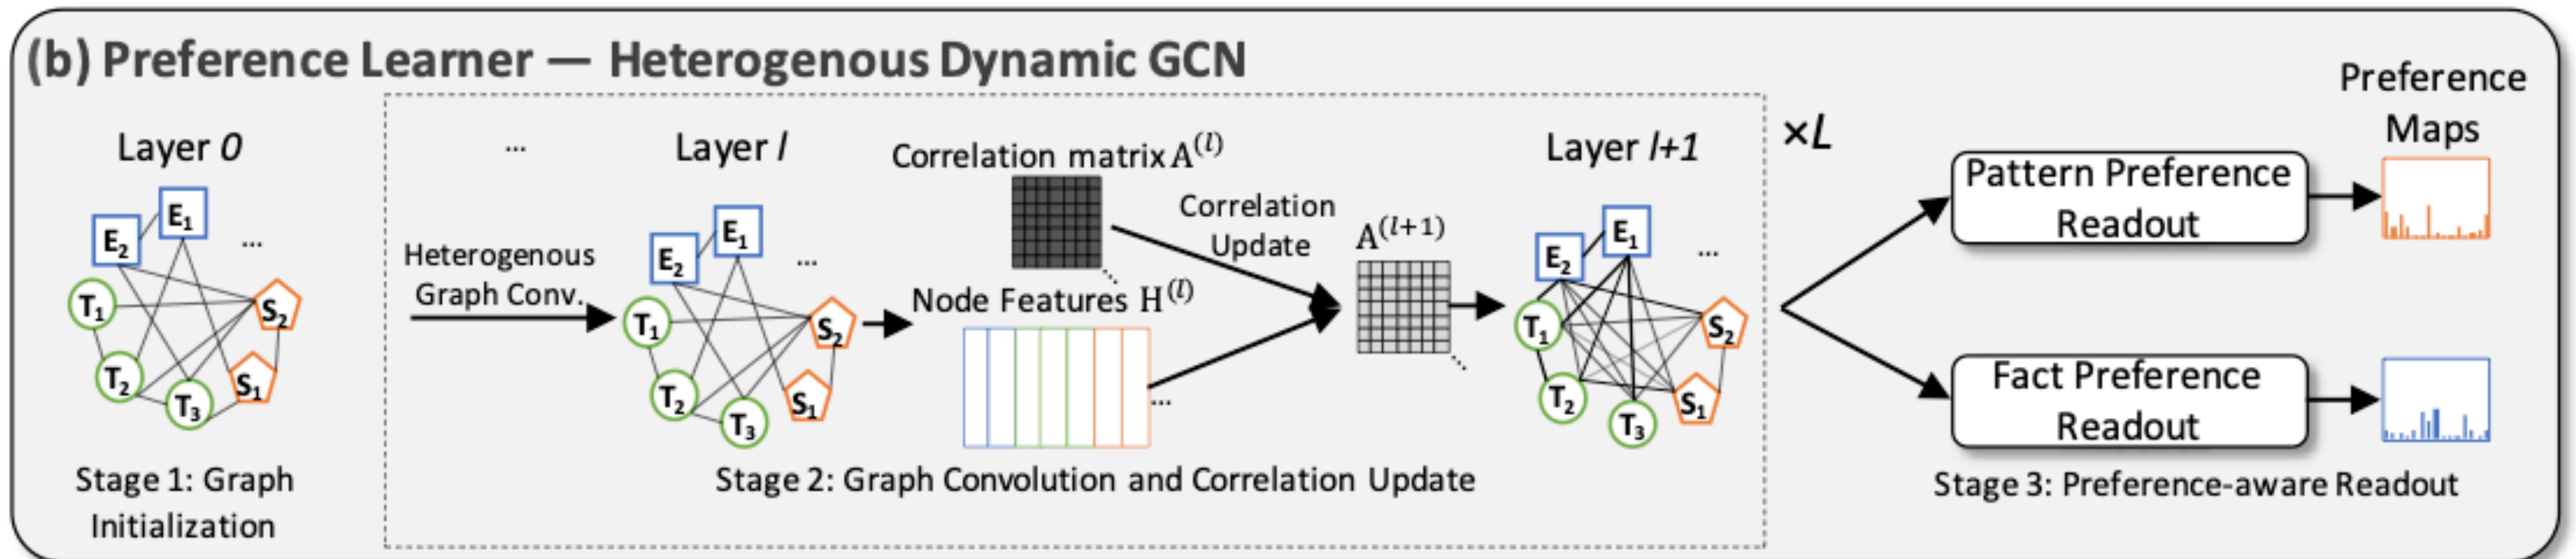 (b) Preference Learner — Heterogenous Dynamic GCN
Layer 0
E1
E2
...
T1
S2
T2
S1
T3
Stage 1: Graph
Initialization
...
Heterogenous
Graph Conv.
Layer l
E1
E2
...
T1
S2
T2
S1
T3
Correlation matrix A^(l)
Node Features H^(l)
...
Correlation
Update
A^(l+1)
Layer l+1
E1
E2
...
T1
S2
T2
S1
T3
Stage 2: Graph Convolution and Correlation Update
×L
Pattern Preference
Readout
Fact Preference
Readout
Preference
Maps
Stage 3: Preference-aware Readout